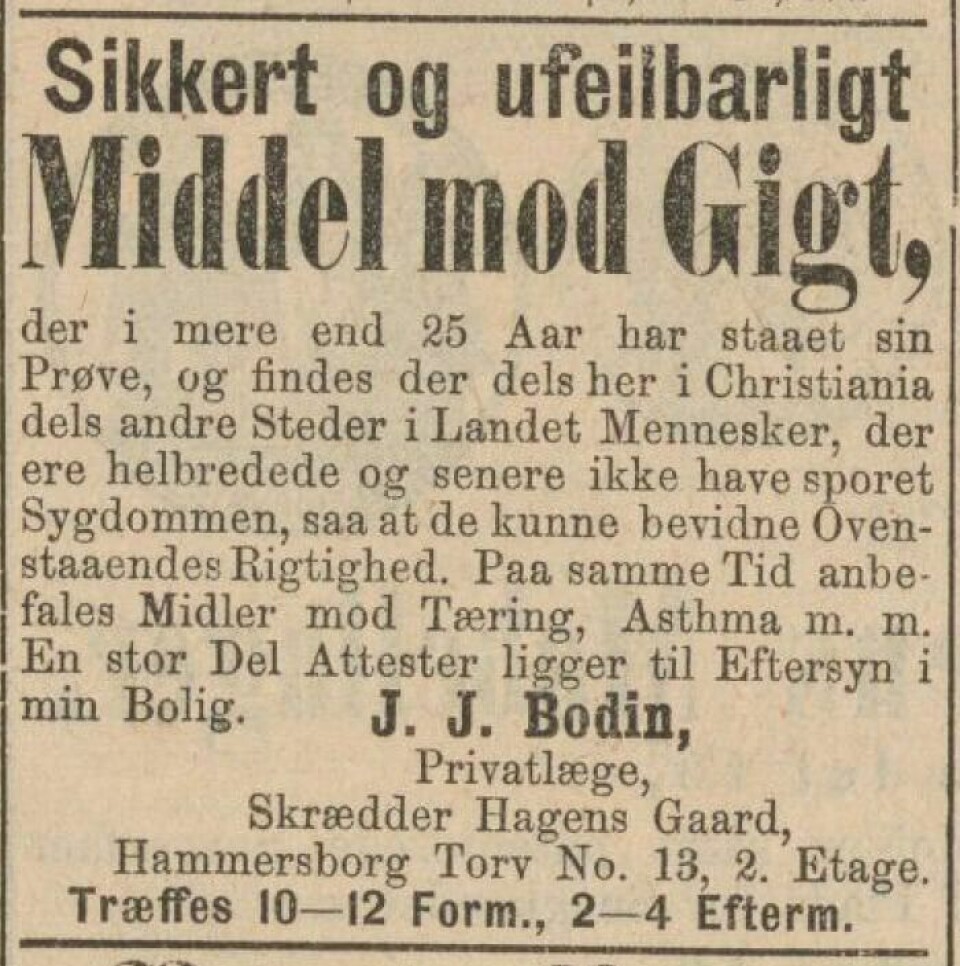 Sikkert og ufeilbarligt
Middel mod Gigt,
der i mere end 25 Aar har staaet sin
Prøve, og findes der dels her i Christiania
dels andre Steder i Landet Mennesker, der
ere helbredede og senere ikke have sporet
Sygdommen, saa at de kunne bevidne Oven-
staaendes Rigtighed. Paa samme Tid anbe-
fales Midler mod Tæring, Asthma m. m.
En stor Del Attester ligger til Eftersyn i
min Bolig. J. J. Bodin,
Privatlæge,
Skrædder Hagens Gaard,
Hammersborg Torv No. 13, 2. Etage.
Træffes 10—12 Form., 2—4 Efterm.